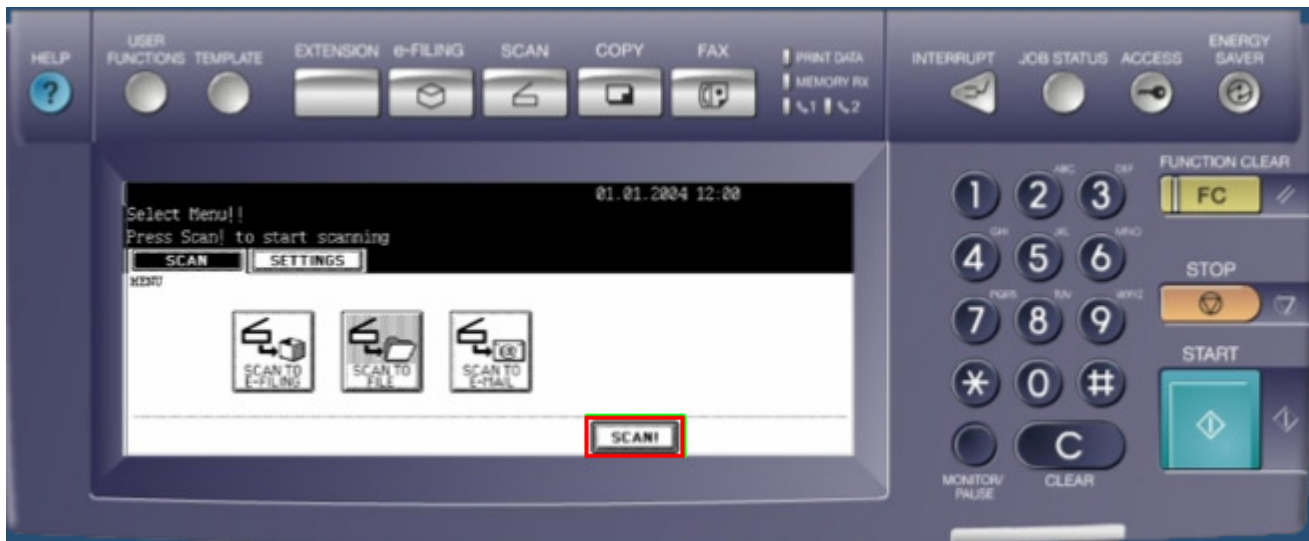 HELP
USER FUNCTIONS
TEMPLATE
EXTENSION
e-FILING
SCAN
COPY
FAX
PRINT DATA
MEMORY RX
1 2
INTERRUPT
JOB STATUS
ACCESS
ENERGY SAVER
?
01.01.2004 12:00
Select Menu!!
Press Scan! to start scanning
SCAN
SETTINGS
MENU
SCAN TO E-FILING
SCAN TO FILE
SCAN TO E-MAIL
SCAN!
1
ABC
2
DEF
3
GHI
4
JKL
5
MNO
6
PQRS
7
TUV
8
WXYZ
9
*
0
#
MONITOR/
PAUSE
C
CLEAR
FUNCTION CLEAR
FC
STOP
START